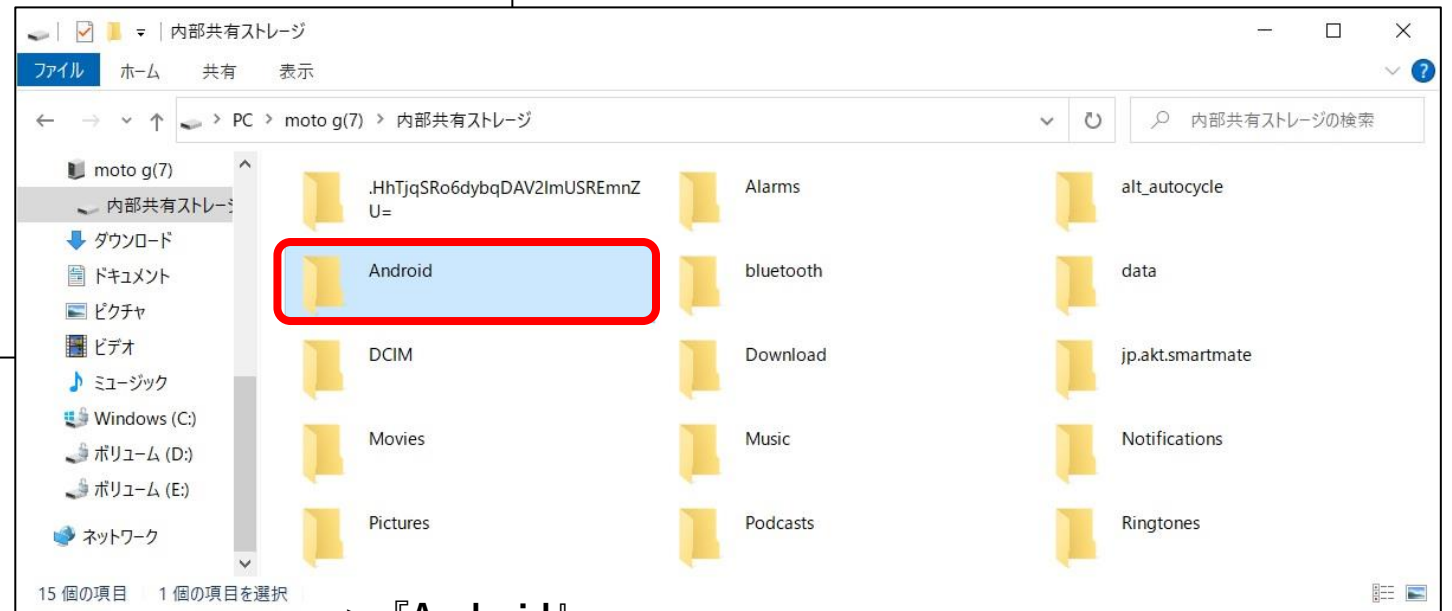 内部共有ストレージ
ファイル ホーム 共有 表示
PC > moto g(7) > 内部共有ストレージ
内部共有ストレージの検索
moto g(7)
内部共有ストレージ
ダウンロード
ドキュメント
ピクチャ
ビデオ
ミュージック
Windows (C:)
ボリューム (D:)
ボリューム (E:)
ネットワーク
.HhTjqSRo6dybqDAV2ImUSREmnZ
U=
Alarms
alt_autocycle
Android
bluetooth
data
DCIM
Download
jp.akt.smartmate
Movies
Music
Notifications
Pictures
Podcasts
Ringtones
15 個の項目 1 個の項目を選択
『Android』